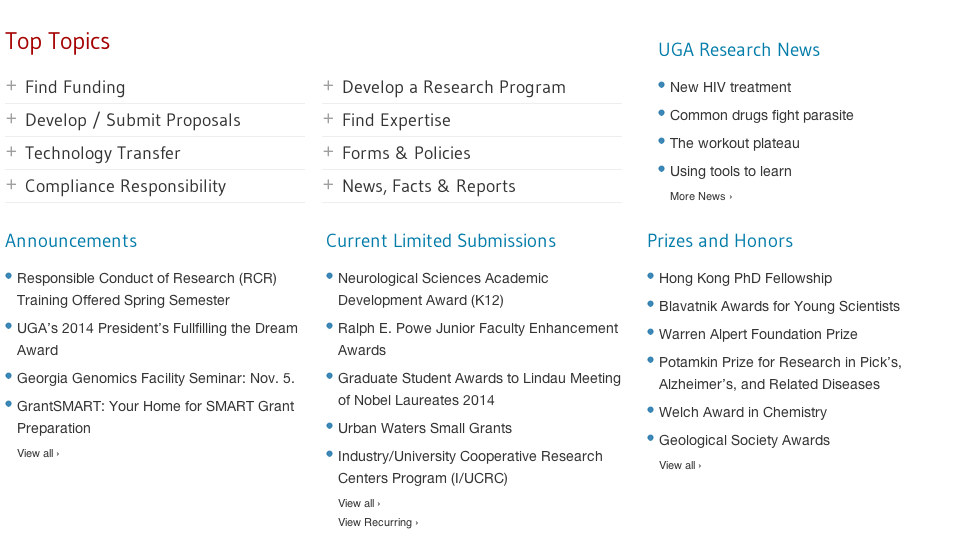 Top Topics
+ Find Funding
+ Develop / Submit Proposals
+ Technology Transfer
+ Compliance Responsibility
+ Develop a Research Program
+ Find Expertise
+ Forms & Policies
+ News, Facts & Reports
UGA Research News
• New HIV treatment
• Common drugs fight parasite
• The workout plateau
• Using tools to learn
More News ›
Announcements
• Responsible Conduct of Research (RCR)
Training Offered Spring Semester
• UGA's 2014 President's Fullfilling the Dream
Award
• Georgia Genomics Facility Seminar: Nov. 5.
• GrantSMART: Your Home for SMART Grant
Preparation
View all ›
Current Limited Submissions
• Neurological Sciences Academic
Development Award (K12)
• Ralph E. Powe Junior Faculty Enhancement
Awards
• Graduate Student Awards to Lindau Meeting
of Nobel Laureates 2014
• Urban Waters Small Grants
• Industry/University Cooperative Research
Centers Program (I/UCRC)
View all ›
View Recurring ›
Prizes and Honors
• Hong Kong PhD Fellowship
• Blavatnik Awards for Young Scientists
• Warren Alpert Foundation Prize
• Potamkin Prize for Research in Pick's,
Alzheimer's, and Related Diseases
• Welch Award in Chemistry
• Geological Society Awards
View all ›